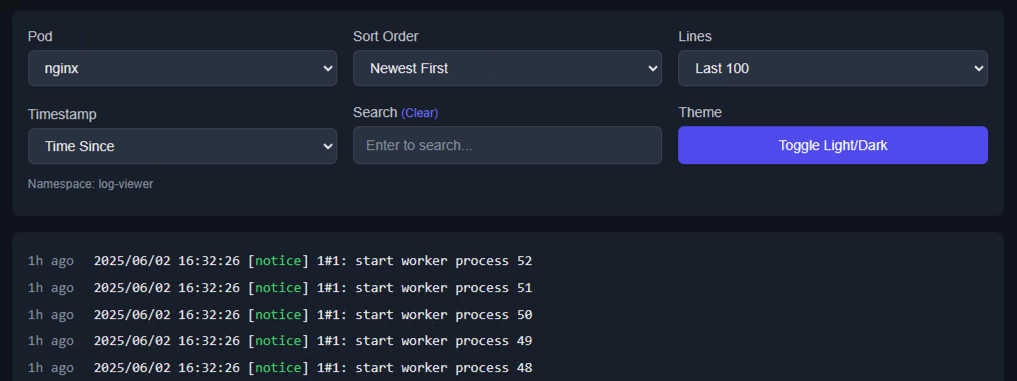 Pod
nginx
Sort Order
Newest First
Lines
Last 100
Timestamp
Time Since
Search (Clear)
Enter to search...
Theme
Toggle Light/Dark
Namespace: log-viewer
1h ago 2025/06/02 16:32:26 [notice] 1#1: start worker process 52
1h ago 2025/06/02 16:32:26 [notice] 1#1: start worker process 51
1h ago 2025/06/02 16:32:26 [notice] 1#1: start worker process 50
1h ago 2025/06/02 16:32:26 [notice] 1#1: start worker process 49
1h ago 2025/06/02 16:32:26 [notice] 1#1: start worker process 48